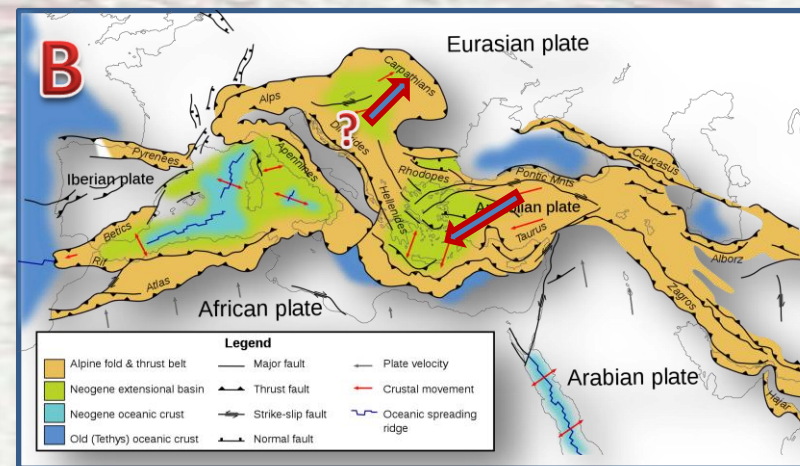 B
Eurasian plate
Carpathians
Alps
?
Pyrenees
Apennines
Iberian plate
Rhodopes
Caucasus
Pontic Mnts
Hellenides
plate
Betics
Taurus
Rif
Alborz
Atlas
African plate
Zagros
Arabian plate
Hajar
Legend
Alpine fold & thrust belt
Neogene extensional basin
Neogene oceanic crust
Old (Tethys) oceanic crust
Major fault
Thrust fault
Strike-slip fault
Normal fault
Plate velocity
Crustal movement
Oceanic spreading
ridge